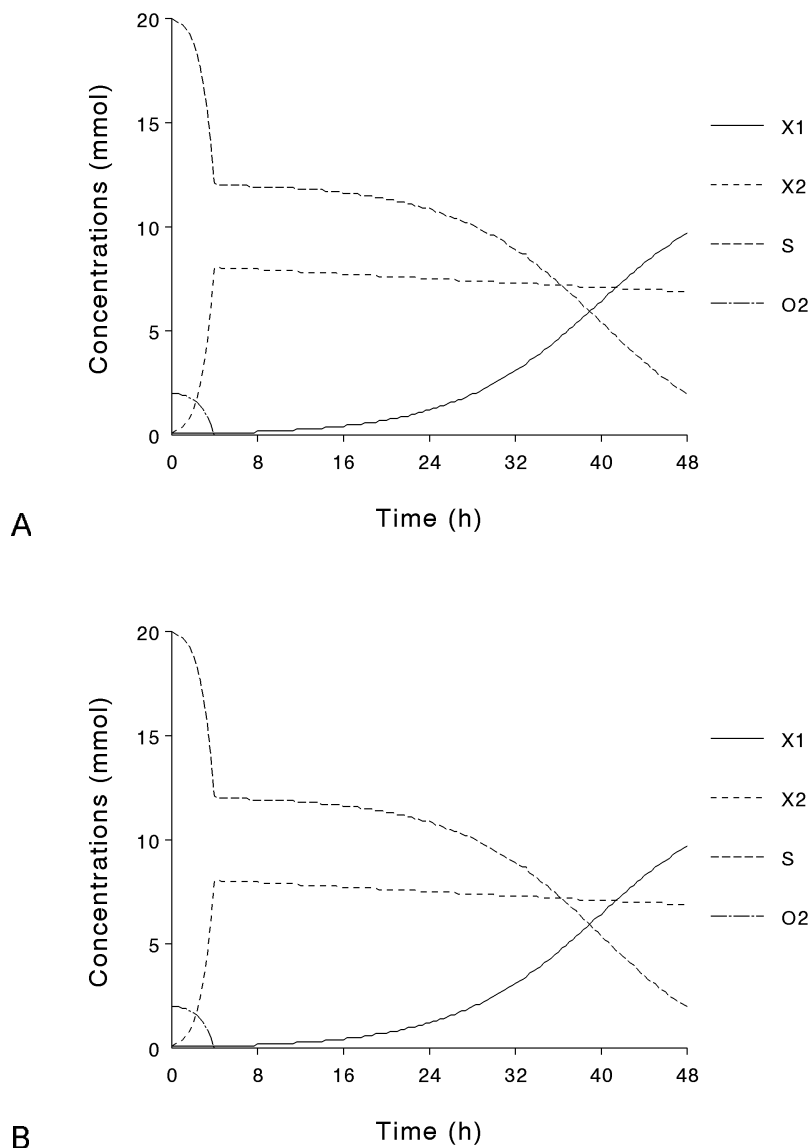 20
15
10
5
0
Concentrations (mmol)
0 8 16 24 32 40 48
Time (h)
X1
X2
S
O2
A
20
15
10
5
0
Concentrations (mmol)
0 8 16 24 32 40 48
Time (h)
X1
X2
S
O2
B